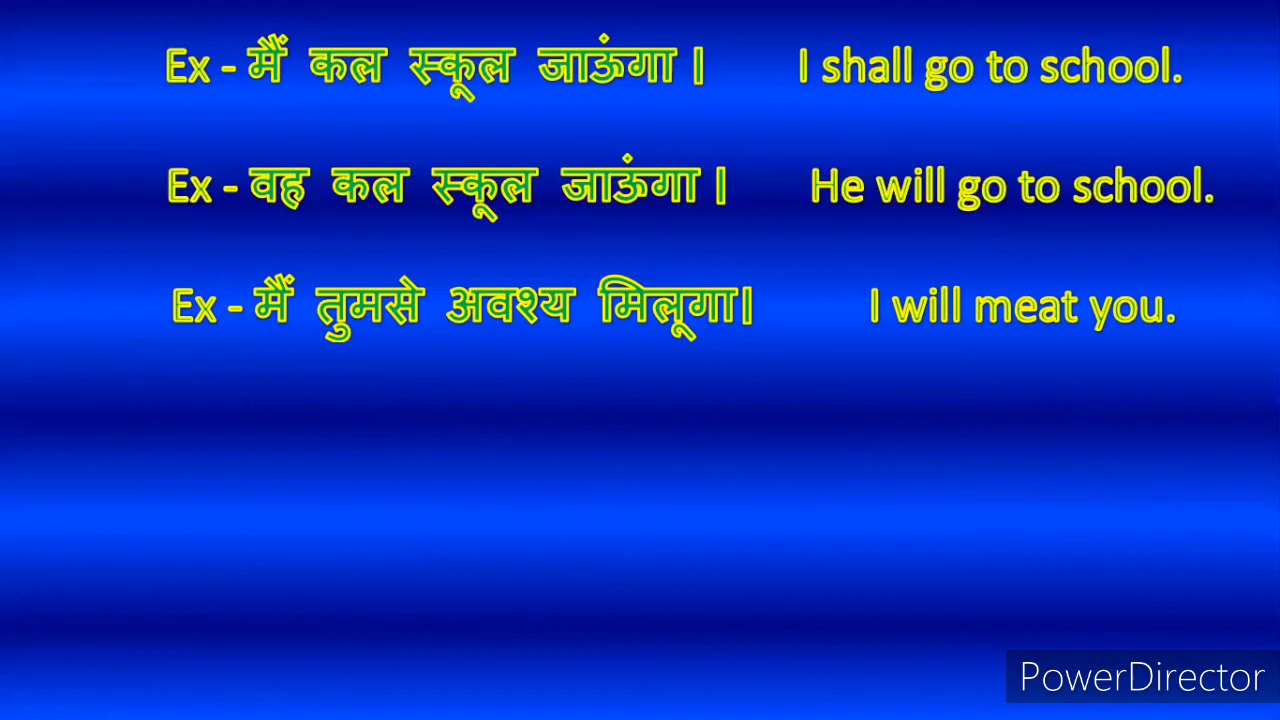 Ex - मैं कल स्कूल जाऊंगा । I shall go to school.
Ex - वह कल स्कूल जाऊंगा । He will go to school.
Ex - मैं तुमसे अवश्य मिलूगा। I will meat you.
PowerDirector